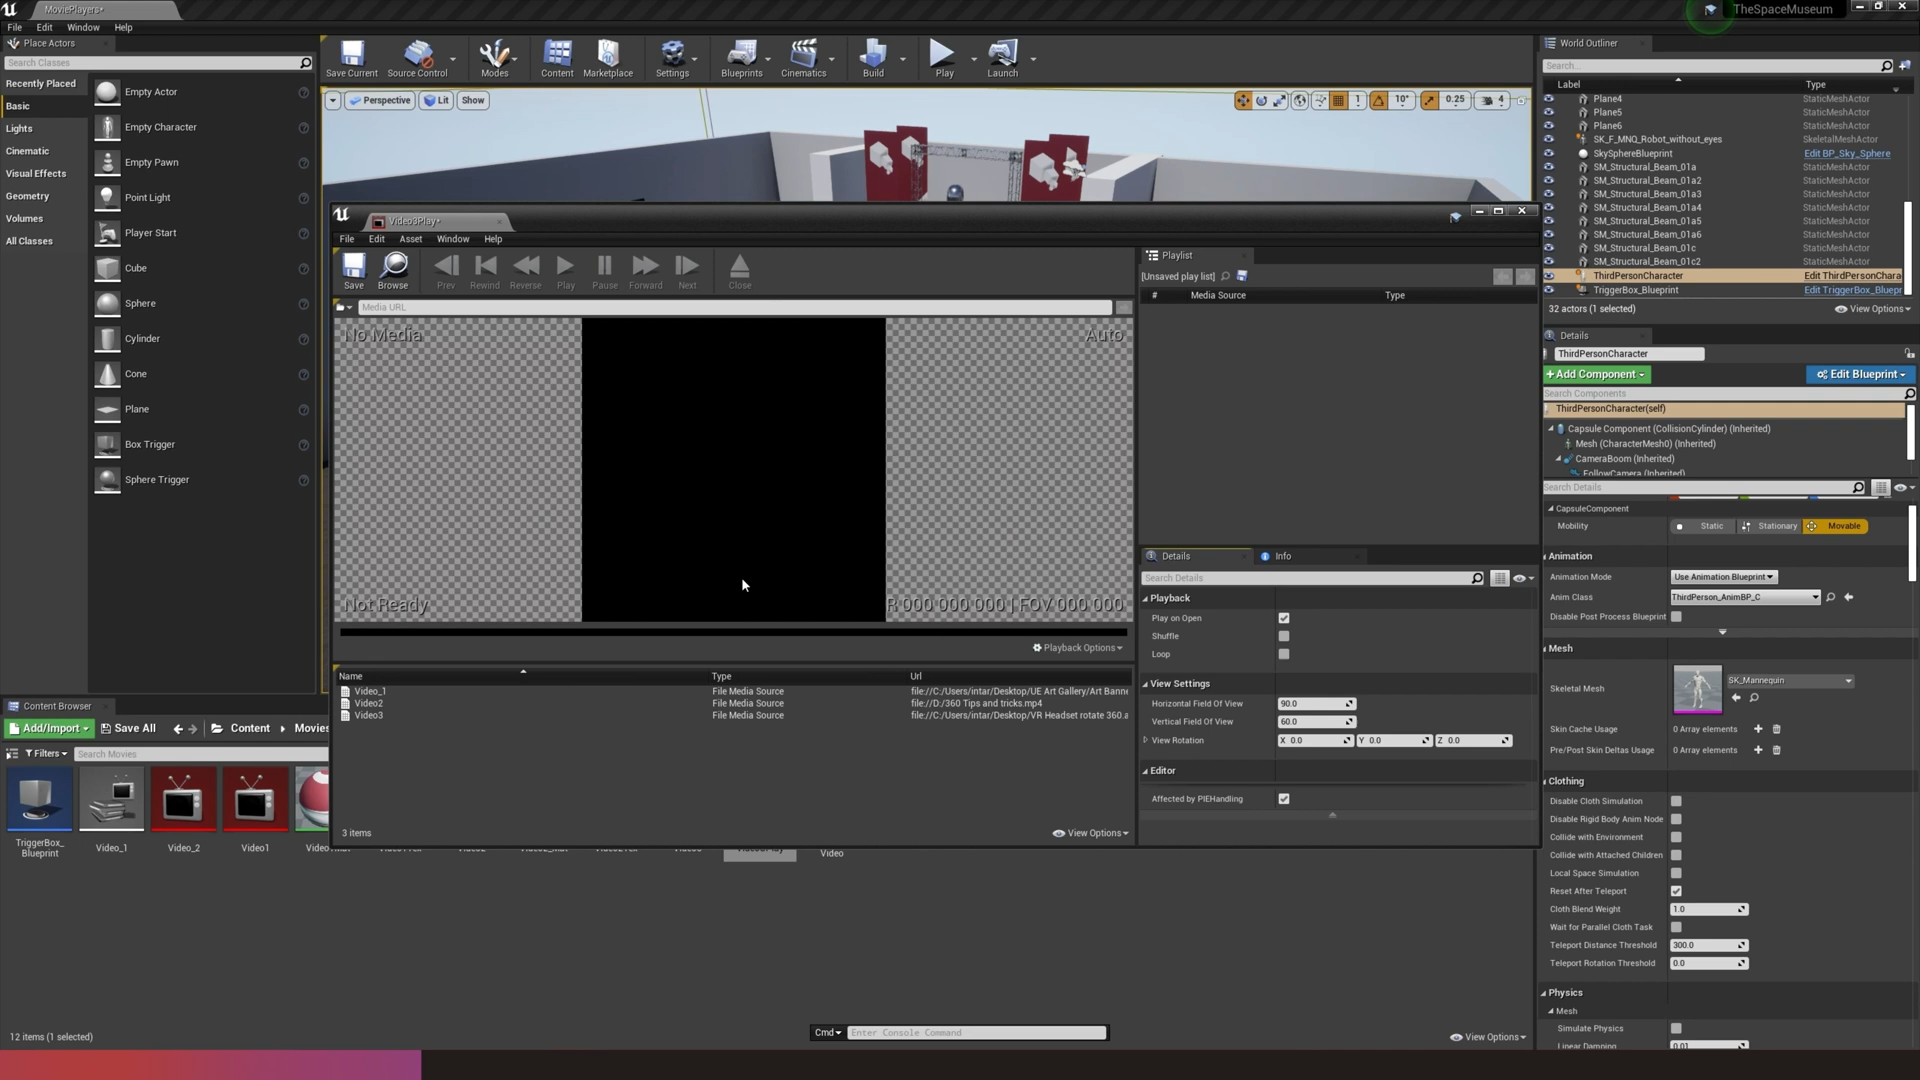 MoviePlayers*
TheSpaceMuseum
File Edit Window Help
Place Actors
Search Classes
Recently Placed
Basic
Lights
Cinematic
Visual Effects
Geometry
Volumes
All Classes
Empty Actor
Empty Character
Empty Pawn
Point Light
Player Start
Cube
Sphere
Cylinder
Cone
Plane
Box Trigger
Sphere Trigger
Save Current
Source Control
Modes
Content
Marketplace
Settings
Blueprints
Cinematics
Build
Play
Launch
Perspective Lit Show
10° 0.25 4
Video3Play*
File Edit Asset Window Help
Save Browse Prev Rewind Reverse Play Pause Forward Next Close
Media URL
No Media
Auto
Not Ready
R 000 000 000 | FOV 000 000
Playback Options
Name Type Url
Video_1 File Media Source file://C:/Users/intar/Desktop/UE Art Gallery/Art Banne
Video2 File Media Source file://D:/360 Tips and tricks.mp4
Video3 File Media Source file://C:/Users/intar/Desktop/VR Headset rotate 360.a
3 items
View Options
Playlist
[Unsaved play list]
# Media Source Type
Details Info
Search Details
Playback
Play on Open
Shuffle
Loop
View Settings
Horizontal Field Of View 90.0
Vertical Field Of View 60.0
View Rotation X 0.0 Y 0.0 Z 0.0
Editor
Affected by PIEHandling
World Outliner
Search...
Label Type
Plane4 StaticMeshActor
Plane5 StaticMeshActor
Plane6 StaticMeshActor
SK_F_MNQ_Robot_without_eyes SkeletalMeshActor
SkySphereBlueprint Edit BP_Sky_Sphere
SM_Structural_Beam_01a StaticMeshActor
SM_Structural_Beam_01a2 StaticMeshActor
SM_Structural_Beam_01a3 StaticMeshActor
SM_Structural_Beam_01a4 StaticMeshActor
SM_Structural_Beam_01a5 StaticMeshActor
SM_Structural_Beam_01a6 StaticMeshActor
SM_Structural_Beam_01c StaticMeshActor
SM_Structural_Beam_01c2 StaticMeshActor
ThirdPersonCharacter Edit ThirdPersonChara
TriggerBox_Blueprint Edit TriggerBox_Bluepr
32 actors (1 selected)
View Options
Details
ThirdPersonCharacter
+ Add Component
Edit Blueprint
Search Components
ThirdPersonCharacter(self)
Capsule Component (CollisionCylinder) (Inherited)
Mesh (CharacterMesh0) (Inherited)
CameraBoom (Inherited)
FollowCamera (Inherited)
Search Details
CapsuleComponent
Mobility Static Stationary Movable
Animation
Animation Mode Use Animation Blueprint
Anim Class ThirdPerson_AnimBP_C
Disable Post Process Blueprint
Mesh
Skeletal Mesh SK_Mannequin
Skin Cache Usage 0 Array elements
Pre/Post Skin Deltas Usage 0 Array elements
Clothing
Disable Cloth Simulation
Disable Rigid Body Anim Node
Collide with Environment
Collide with Attached Children
Local Space Simulation
Reset After Teleport
Cloth Blend Weight 1.0
Wait for Parallel Cloth Task
Teleport Distance Threshold 300.0
Teleport Rotation Threshold 0.0
Physics
Mesh
Simulate Physics
Linear Damping 0.01
Content Browser
Add/Import Save All Content Movies
Filters Search Movies
TriggerBox_
Blueprint
Video_1
Video_2
Video1
Video
12 items (1 selected)
Cmd Enter Console Command
View Options